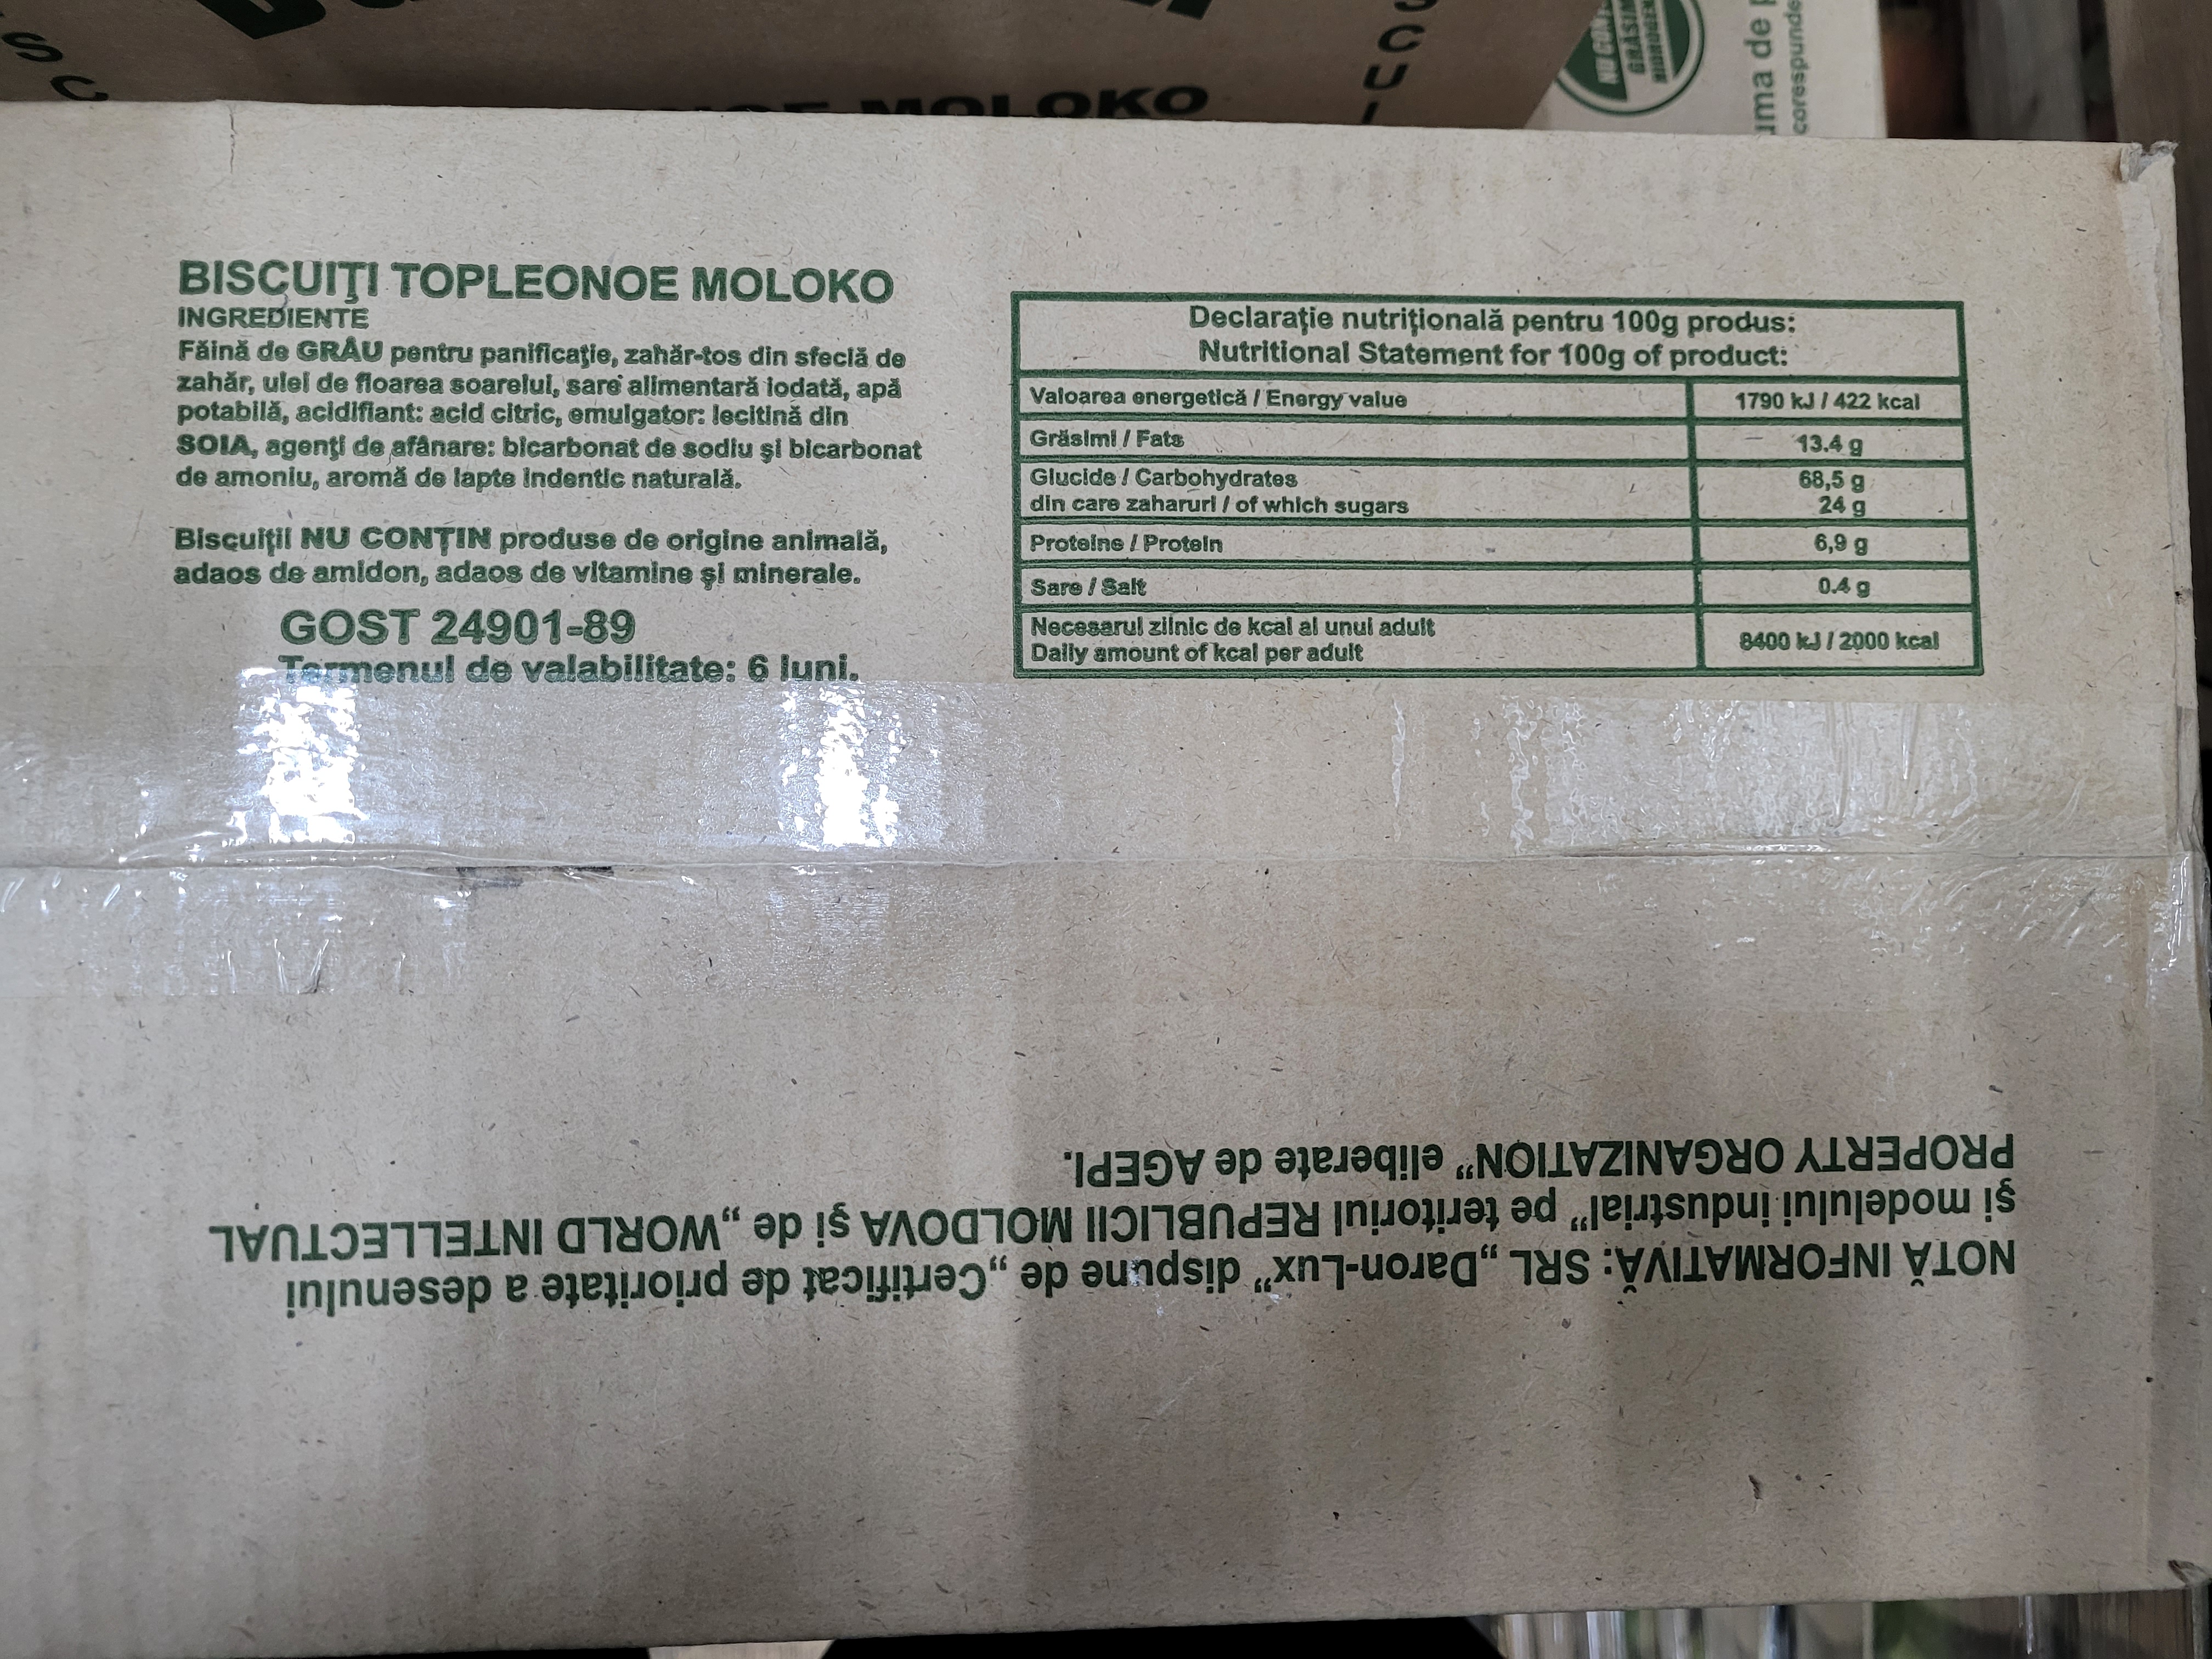 MOLOKO
NU CONȚ
GRĂSIM
HIDROGEN
uma de
corespunde
BISCUIŢI TOPLEONOE MOLOKO
INGREDIENTE
Făină de GRÂU pentru panificaţie, zahăr-tos din sfeclă de
zahăr, ulei de floarea soarelui, sare alimentară iodată, apă
potabilă, acidifiant: acid citric, emulgator: lecitină din
SOIA, agenţi de afânare: bicarbonat de sodiu şi bicarbonat
de amoniu, aromă de lapte indentic naturală.
Biscuiţii NU CONŢIN produse de origine animală,
adaos de amidon, adaos de vitamine şi minerale.
GOST 24901-89
Termenul de valabilitate: 6 luni.
Declaraţie nutriţională pentru 100g produs:
Nutritional Statement for 100g of product:
Valoarea energetică / Energy value 1790 kJ / 422 kcal
Grăsimi / Fats 13.4 g
Glucide / Carbohydrates 68,5 g
din care zaharuri / of which sugars 24 g
Proteine / Protein 6,9 g
Sare / Salt 0.4 g
Necesarul zilnic de kcal al unui adult
Daily amount of kcal per adult
8400 kJ / 2000 kcal
NOTĂ INFORMATIVĂ: SRL „Daron-Lux” dispune de „Certificat de prioritate a desenului
şi modelului industrial” pe teritoriul REPUBLICII MOLDOVA şi de „WORLD INTELLECTUAL
PROPERTY ORGANIZATION” eliberate de AGEPI.